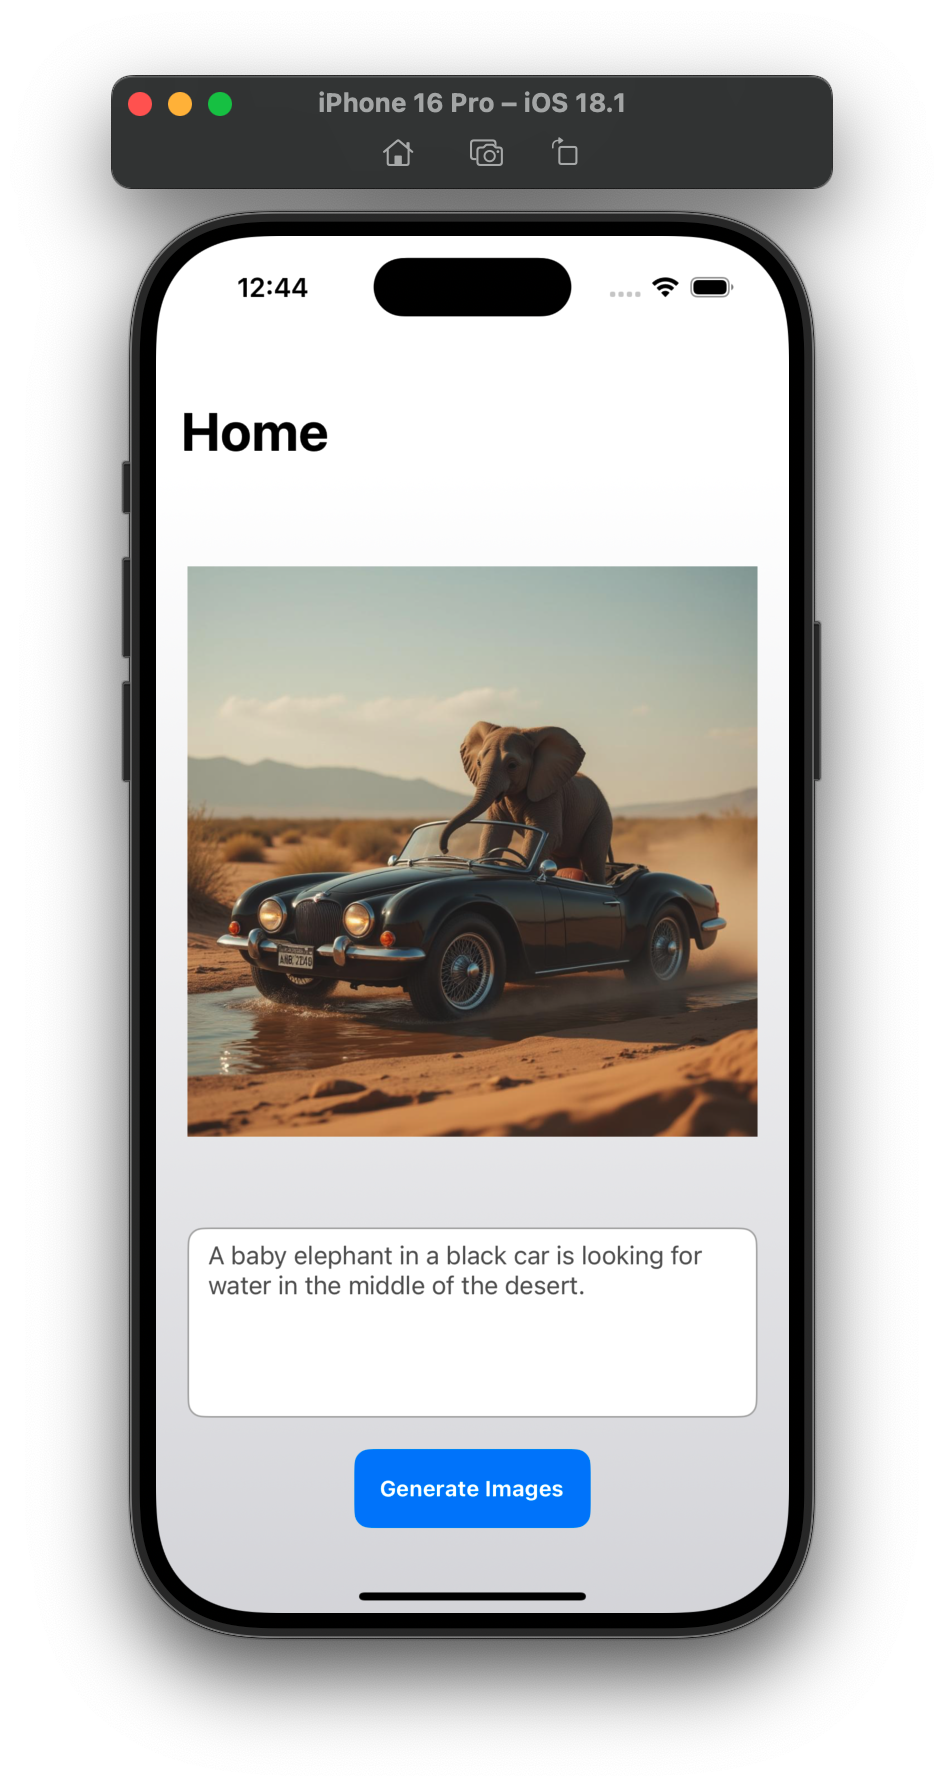 iPhone 16 Pro – iOS 18.1
12:44
Home
A baby elephant in a black car is looking for
water in the middle of the desert.
Generate Images